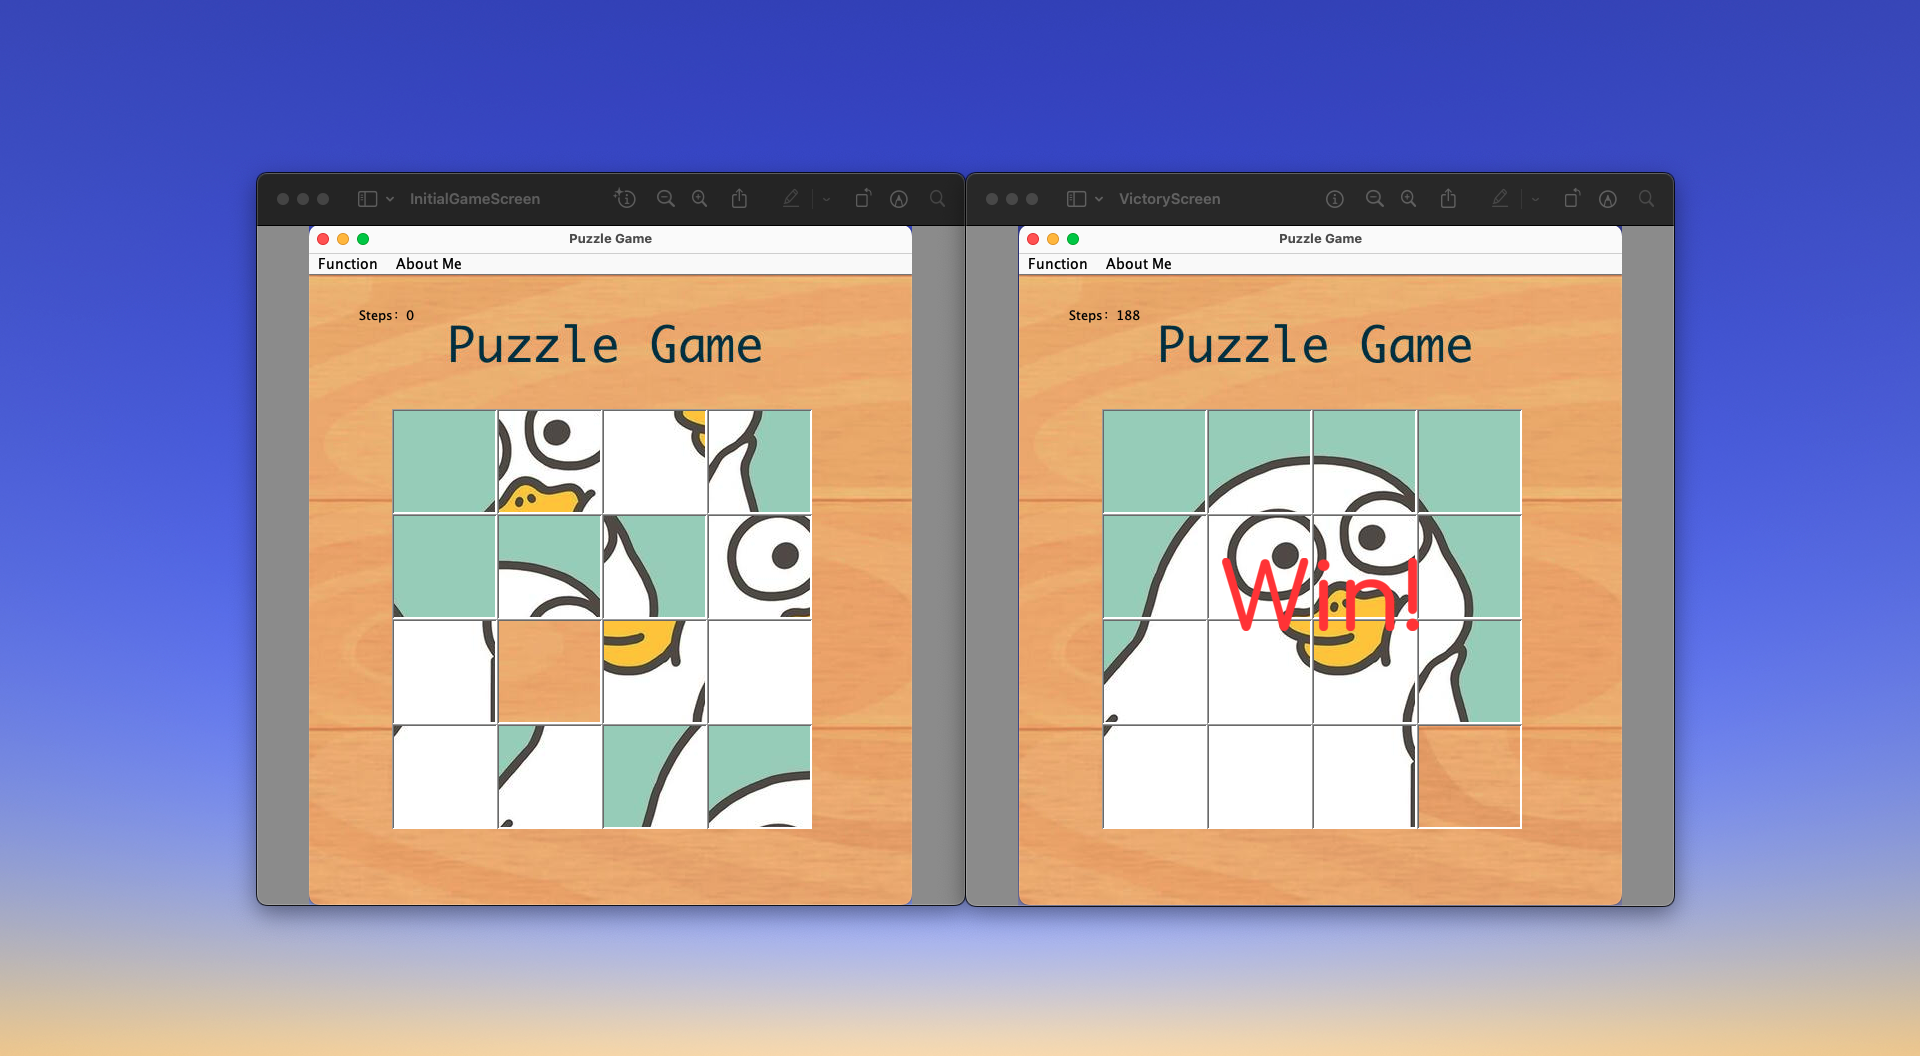 InitialGameScreen
Puzzle Game
Function About Me
Steps: 0
Puzzle Game
VictoryScreen
Puzzle Game
Function About Me
Steps: 188
Puzzle Game
Win!